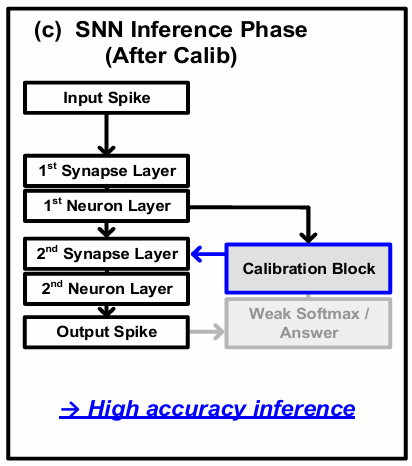 (c) SNN Inference Phase
(After Calib)
Input Spike
1st Synapse Layer
1st Neuron Layer
2nd Synapse Layer
Calibration Block
2nd Neuron Layer
Weak Softmax /
Answer
Output Spike
→ High accuracy inference